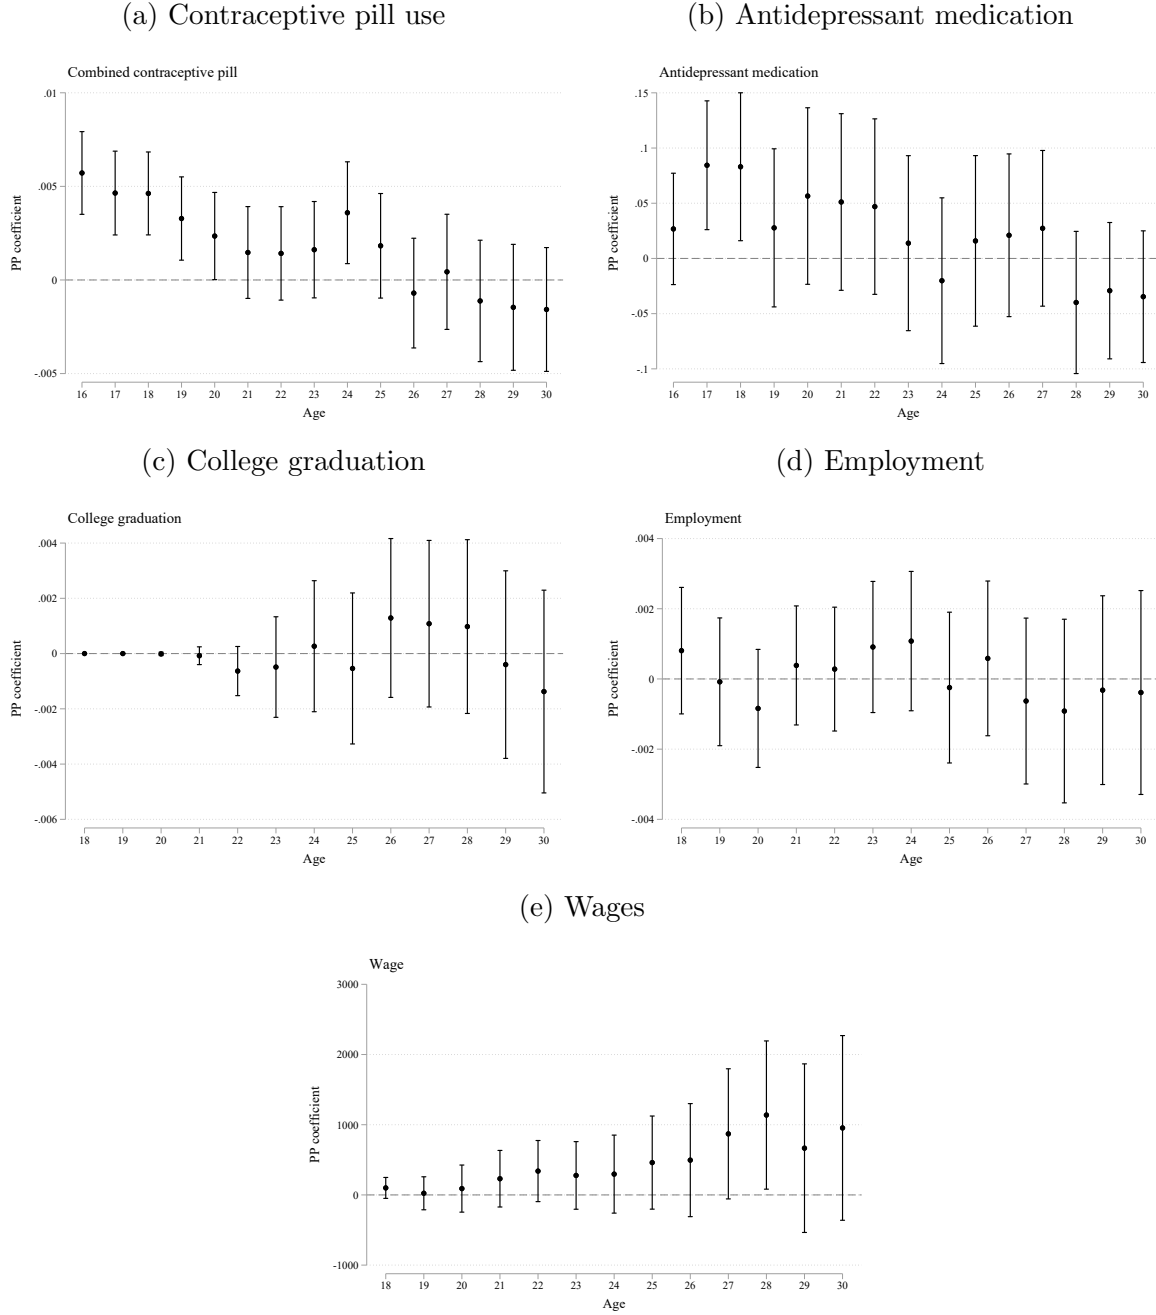 (a) Contraceptive pill use
Combined contraceptive pill
.01
.005
0
-.005
PP coefficient
16 17 18 19 20 21 22 23 24 25 26 27 28 29 30
Age
(b) Antidepressant medication
Antidepressant medication
.15
.1
.05
0
-.05
-.1
PP coefficient
16 17 18 19 20 21 22 23 24 25 26 27 28 29 30
Age
(c) College graduation
College graduation
.004
.002
0
-.002
-.004
-.006
PP coefficient
18 19 20 21 22 23 24 25 26 27 28 29 30
Age
(d) Employment
Employment
.004
.002
0
-.002
-.004
PP coefficient
18 19 20 21 22 23 24 25 26 27 28 29 30
Age
(e) Wages
Wage
3000
2000
1000
0
-1000
PP coefficient
18 19 20 21 22 23 24 25 26 27 28 29 30
Age